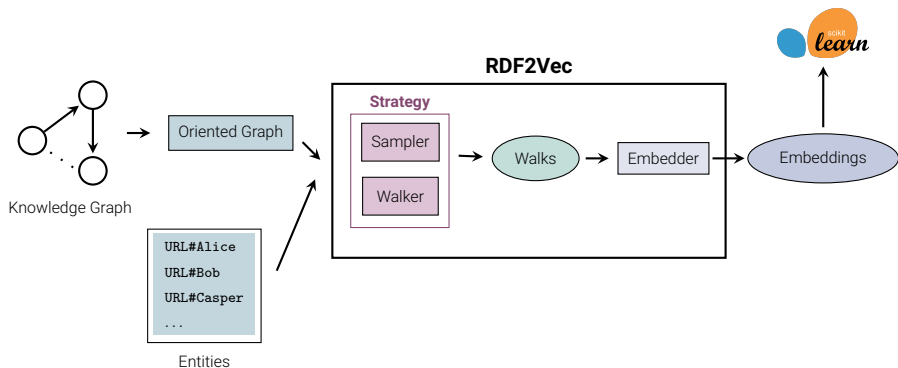 RDF2Vec
scikit
learn
Strategy
Oriented Graph
Sampler
Walks
Embedder
Embeddings
Walker
Knowledge Graph
URL#Alice
URL#Bob
URL#Casper
...
Entities